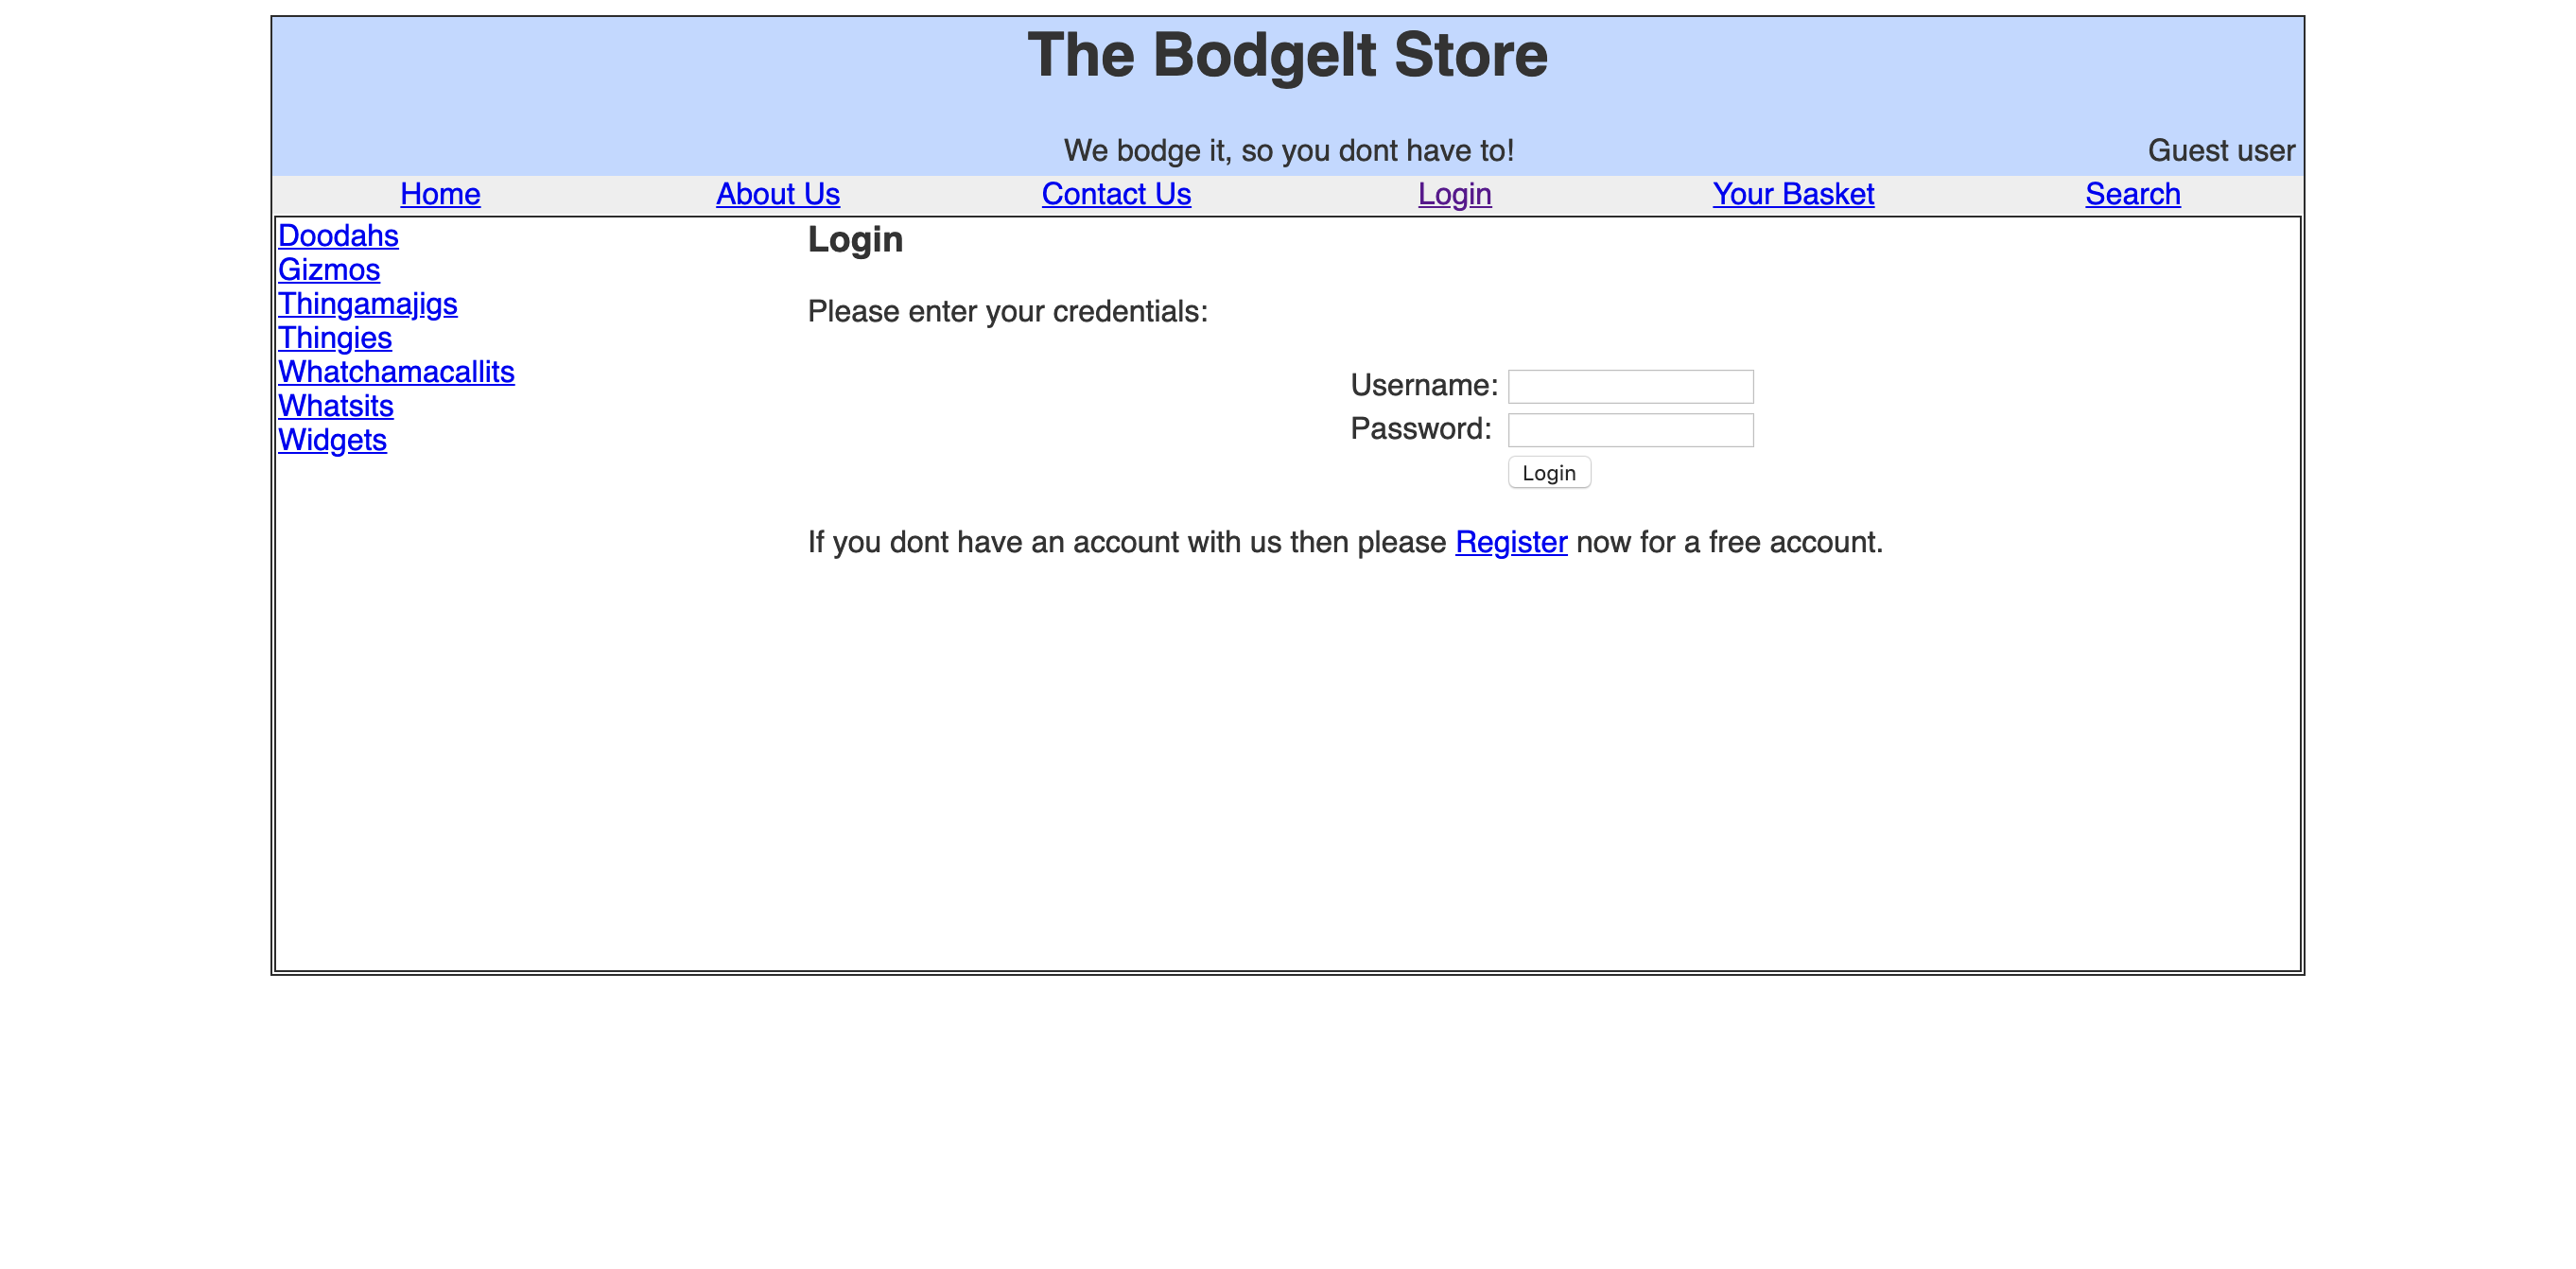 The BodgeIt Store
We bodge it, so you dont have to!
Guest user
Home About Us Contact Us Login Your Basket Search
Doodahs
Gizmos
Thingamajigs
Thingies
Whatchamacallits
Whatsits
Widgets
Login
Please enter your credentials:
Username:
Password:
Login
If you dont have an account with us then please Register now for a free account.